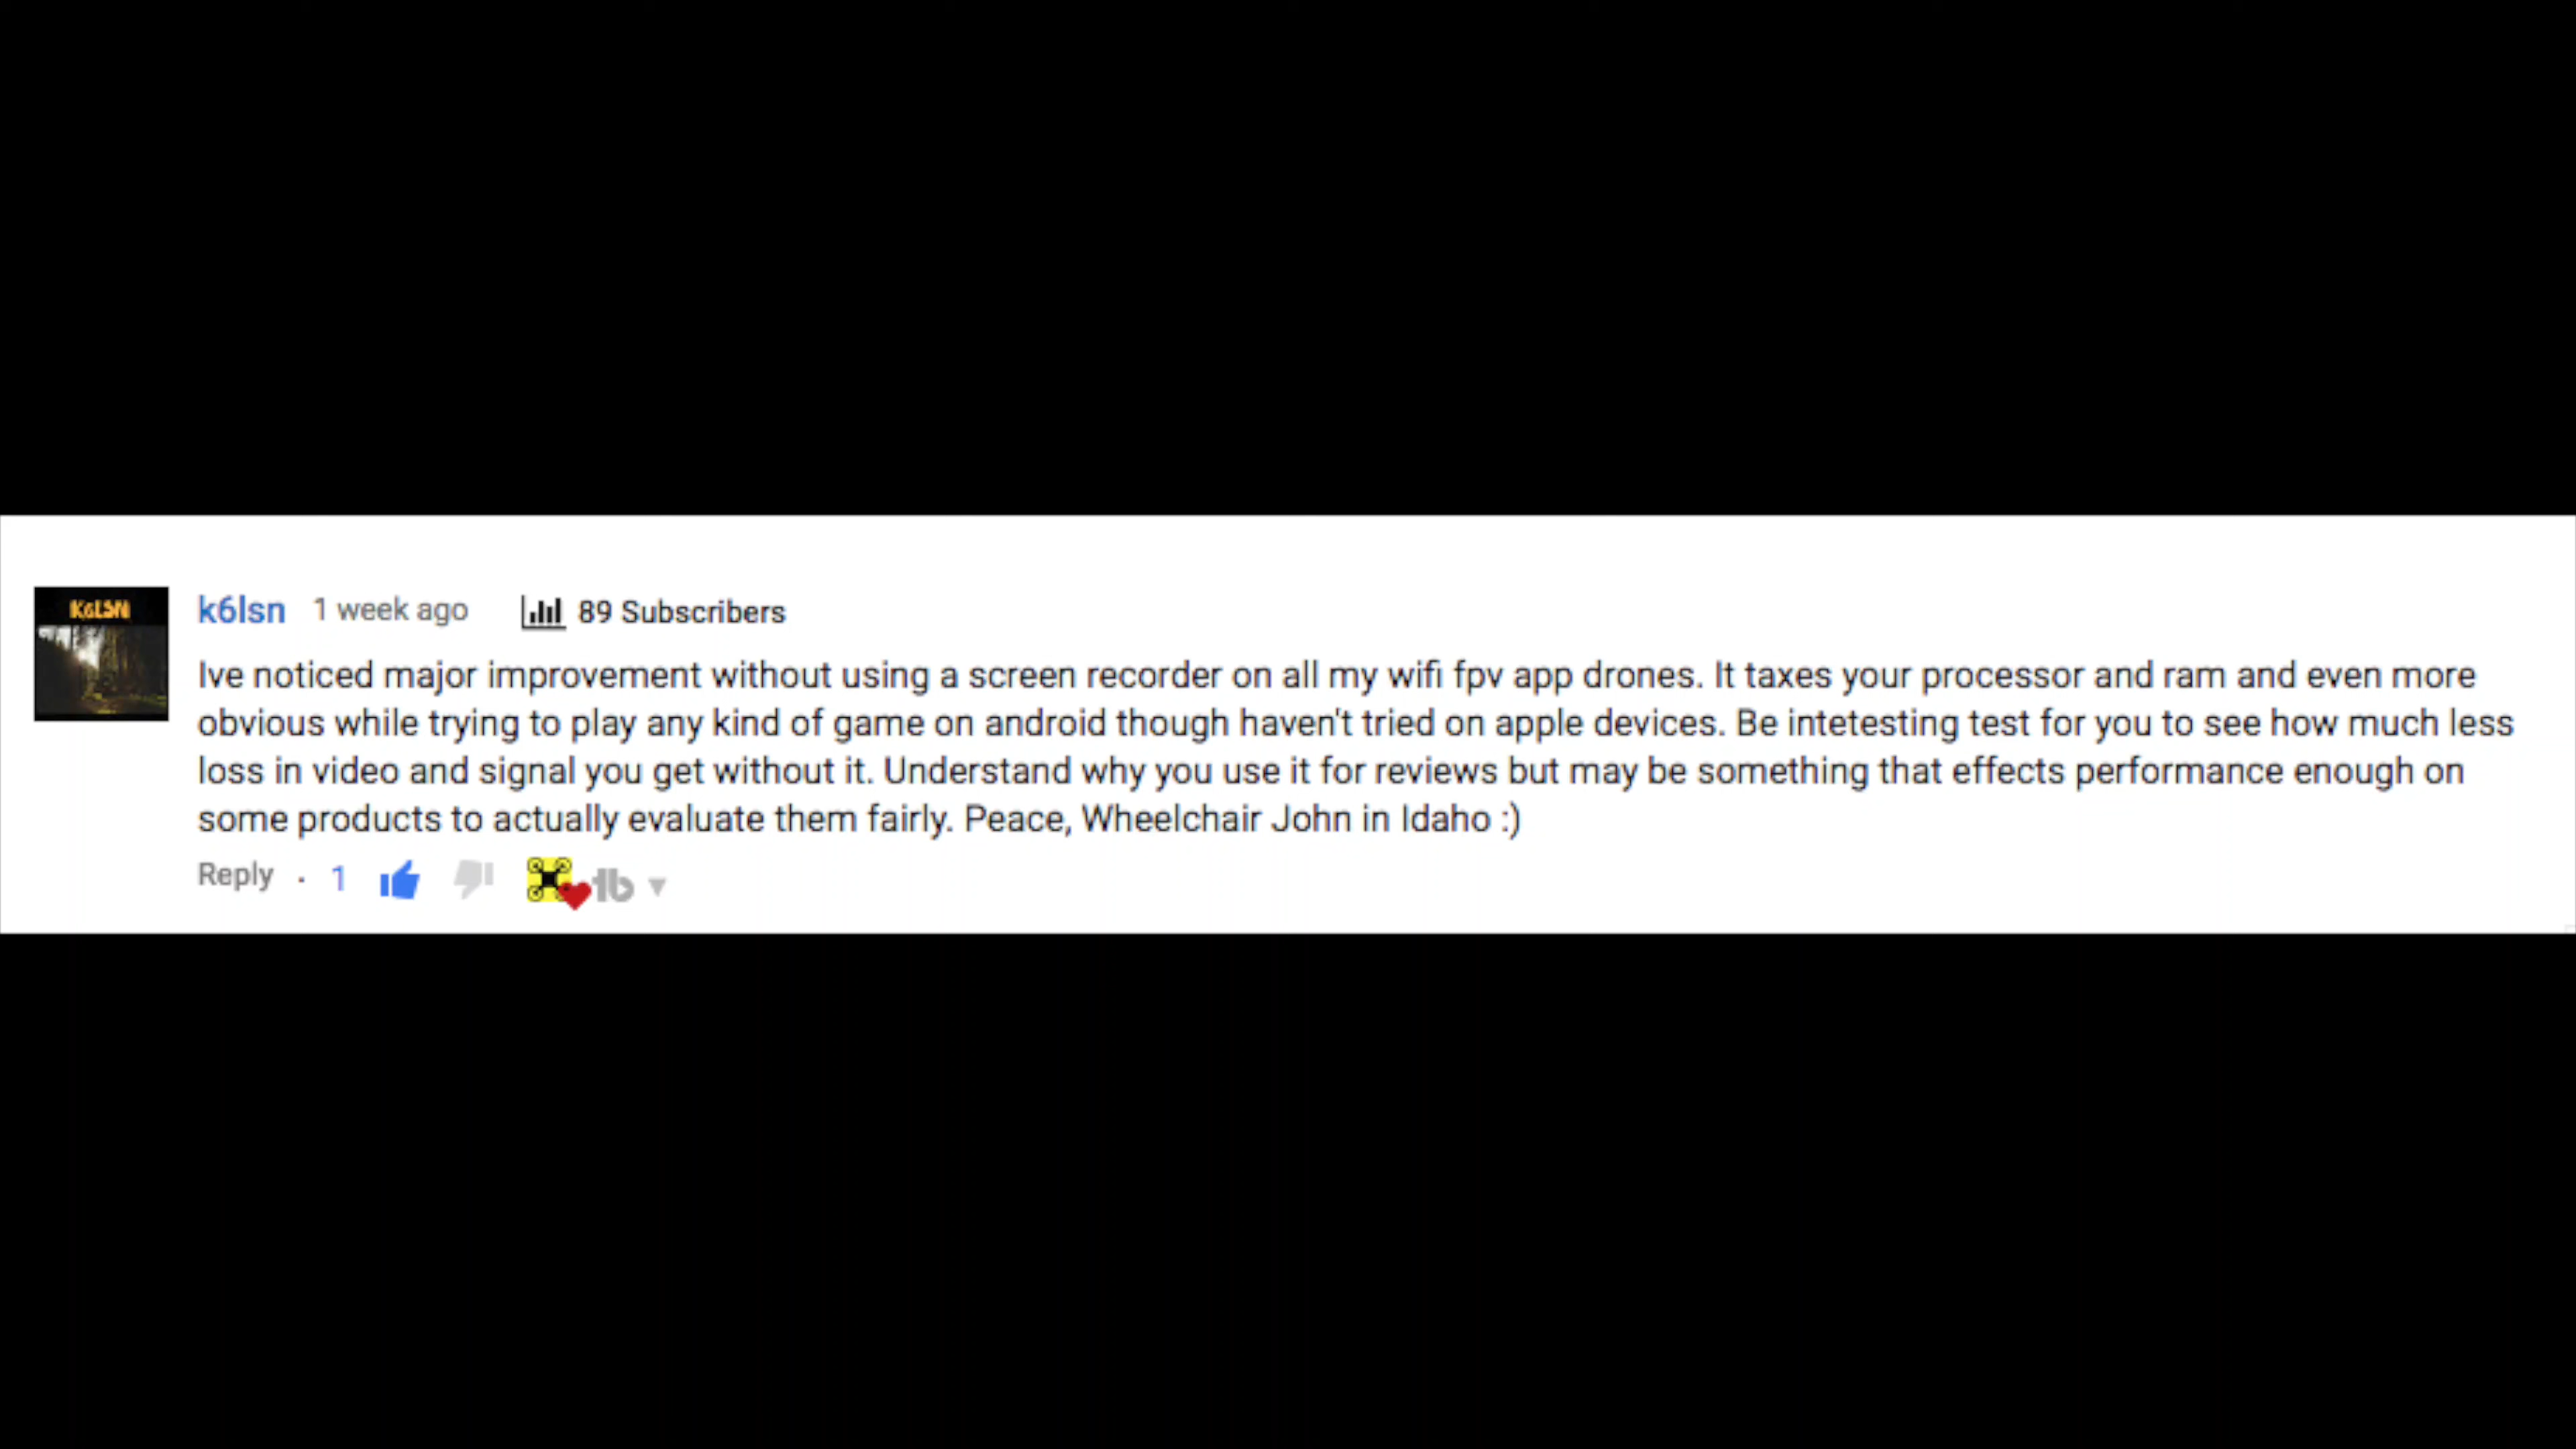 K6LSN
k6lsn 1 week ago 89 Subscribers
Ive noticed major improvement without using a screen recorder on all my wifi fpv app drones. It taxes your processor and ram and even more
obvious while trying to play any kind of game on android though haven't tried on apple devices. Be intetesting test for you to see how much less
loss in video and signal you get without it. Understand why you use it for reviews but may be something that effects performance enough on
some products to actually evaluate them fairly. Peace, Wheelchair John in Idaho :)
Reply · 1 tb